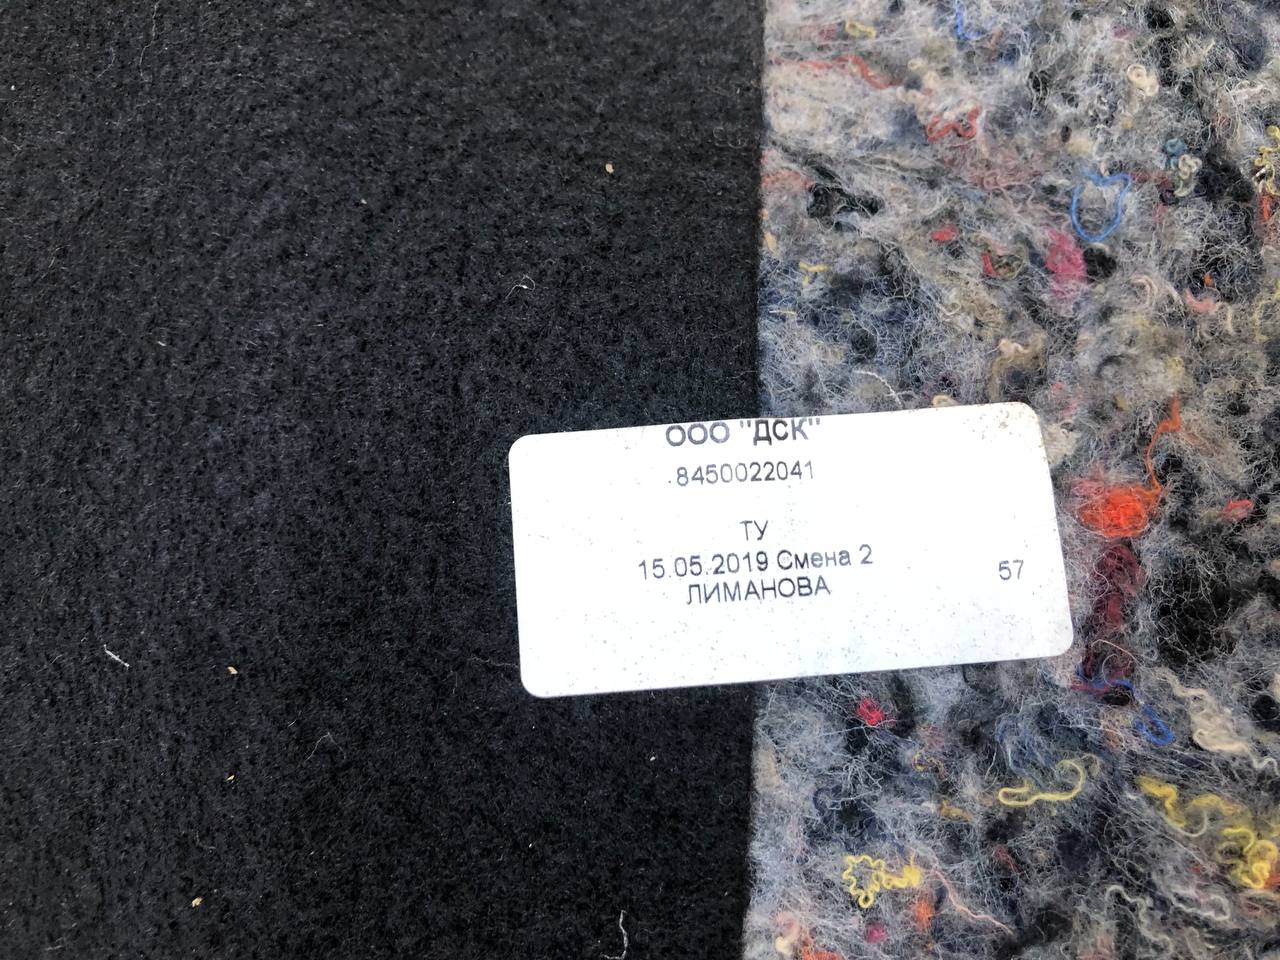 ООО "ДСК"
.8450022041
ТУ
15.05.2019 Смена 2
ЛИМАНОВА
57